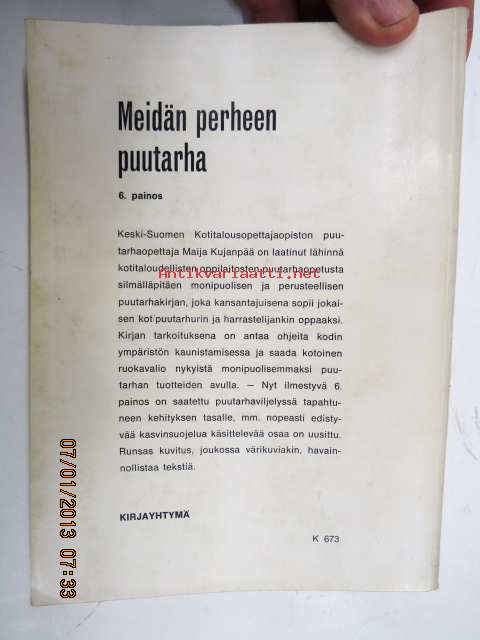 Meidän perheen
puutarha
6. painos
Keski-Suomen Kotitalousopettajaopiston puu-
tarhaopettaja Maija Kujanpää on laatinut lähinnä
kotitaloudellisten oppilaitosten puutarhaopetusta
silmälläpitäen monipuolisen ja perusteellisen
puutarhakirjan, joka kansantajuisena sopii jokai-
sen kotipuutarhurin ja harrastelijankin oppaaksi.
Kirjan tarkoituksena on antaa ohjeita kodin
ympäristön kaunistamisessa ja saada kotoinen
ruokavalio nykyistä monipuolisemmaksi puu-
tarhan tuotteiden avulla. — Nyt ilmestyvä 6.
painos on saatettu puutarhaviljelyssä tapahtu-
neen kehityksen tasalle, mm. nopeasti edisty-
vää kasvinsuojelua käsittelevää osaa on uusittu.
Runsas kuvitus, joukossa värikuviakin, havain-
nollistaa tekstiä.
KIRJAYHTYMÄ
K 673
Antikvariaatti.net
07/01/2013 07:33